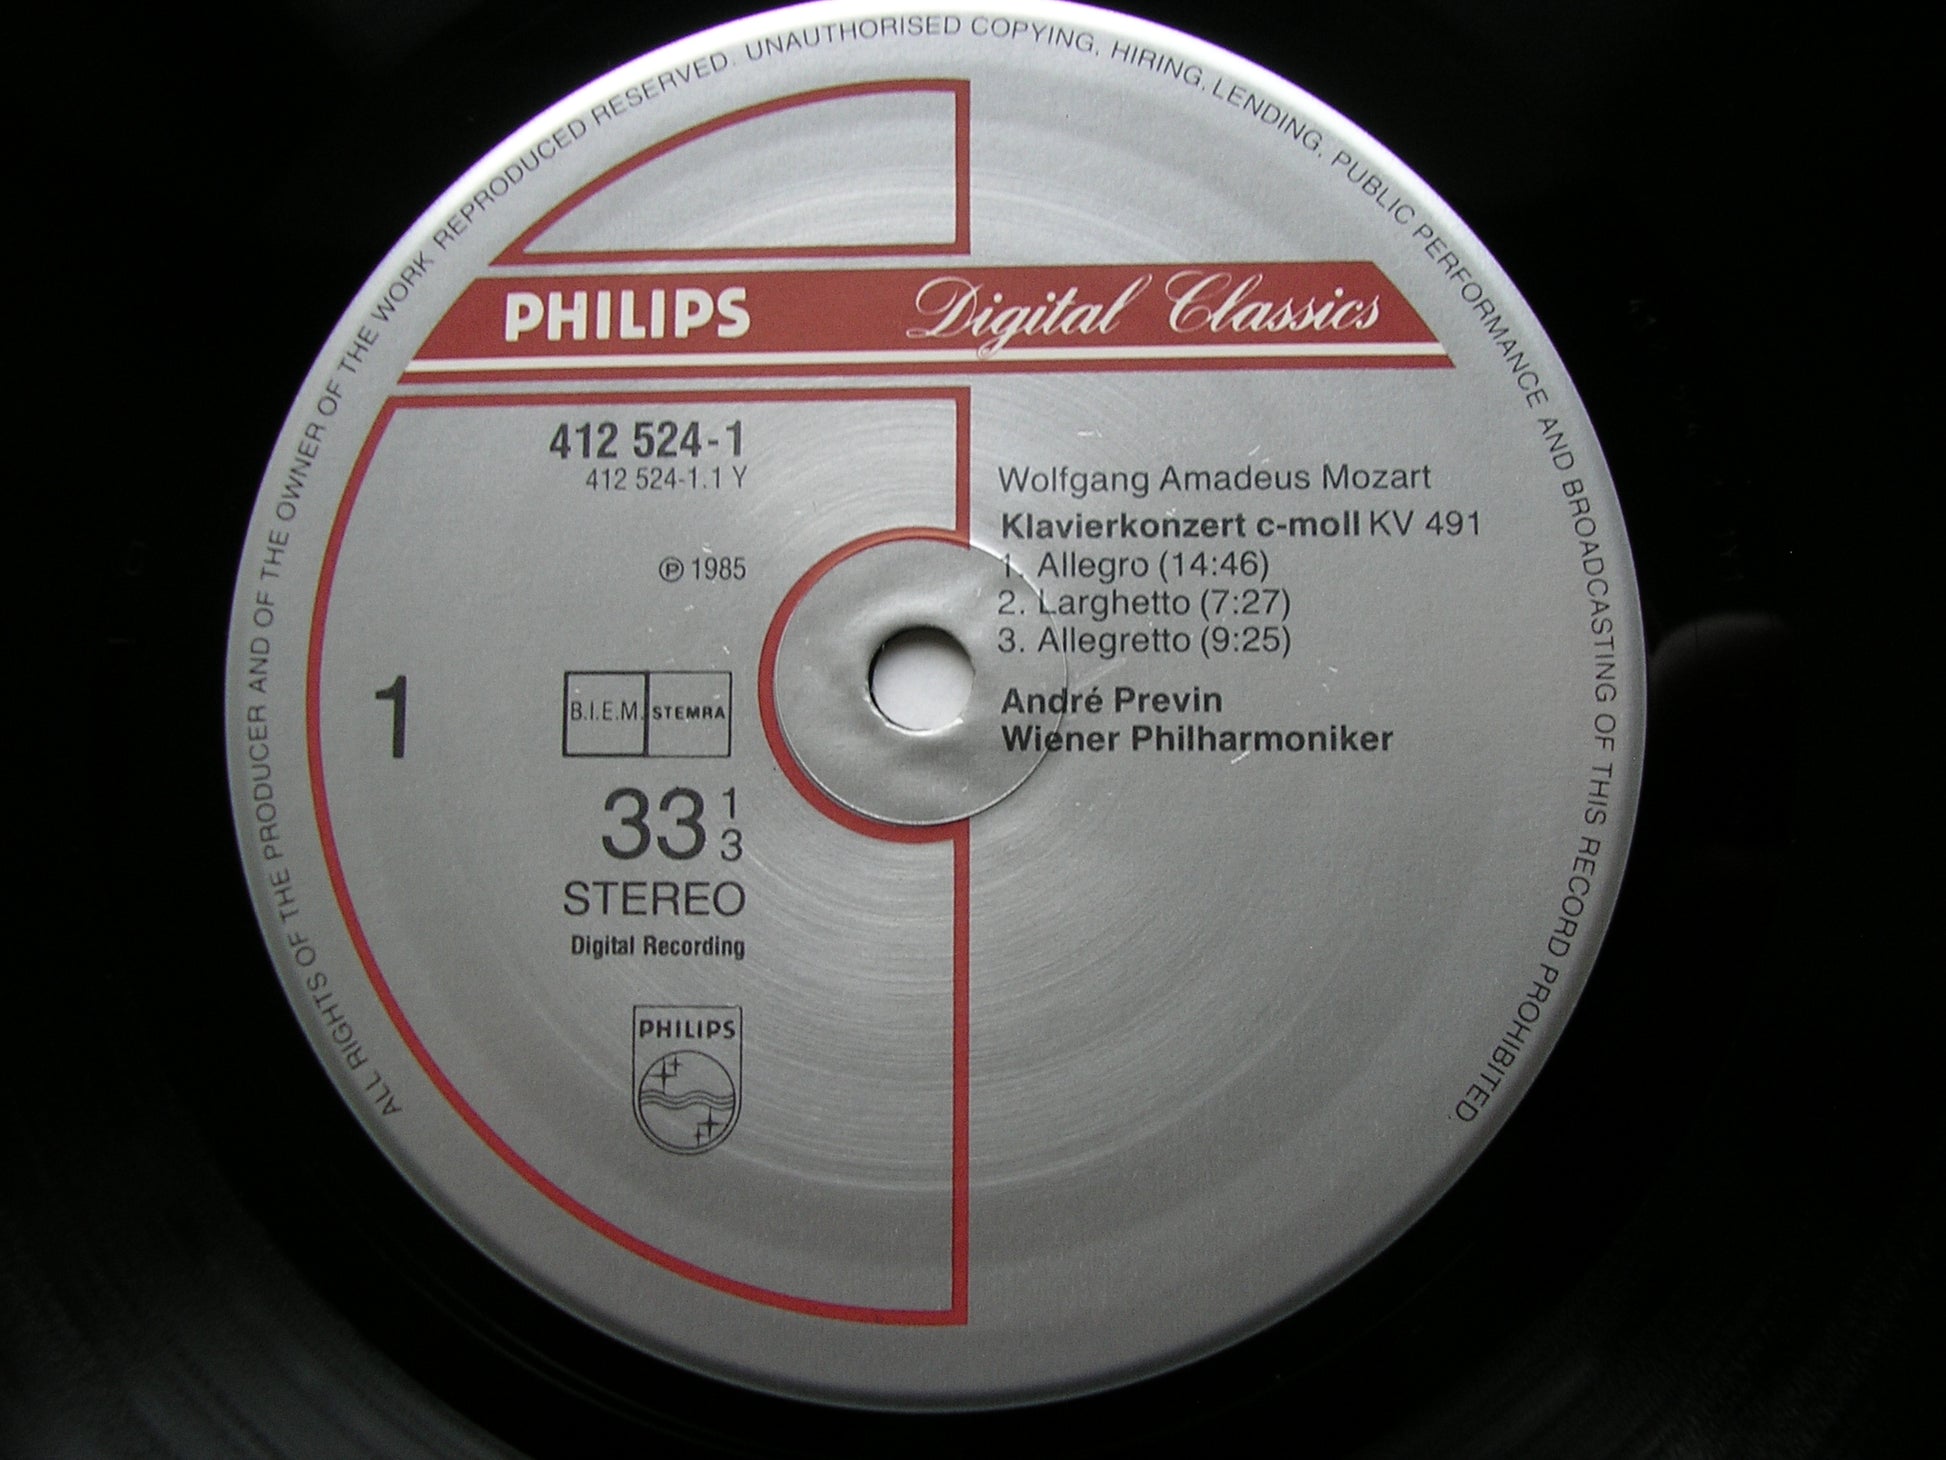 ALL RIGHTS OF THE PRODUCER AND OF THE OWNER OF THE WORK REPRODUCED RESERVED. UNAUTHORISED COPYING, HIRING, LENDING, PUBLIC PERFORMANCE AND BROADCASTING OF THIS RECORD PROHIBITED.
PHILIPS Digital Classics
412 524-1
412 524-1.1 Y
℗ 1985
1
B.I.E.M. STEMRA
33 1/3
STEREO
Digital Recording
PHILIPS
Wolfgang Amadeus Mozart
Klavierkonzert c-moll KV 491
1. Allegro (14:46)
2. Larghetto (7:27)
3. Allegretto (9:25)
André Previn
Wiener Philharmoniker